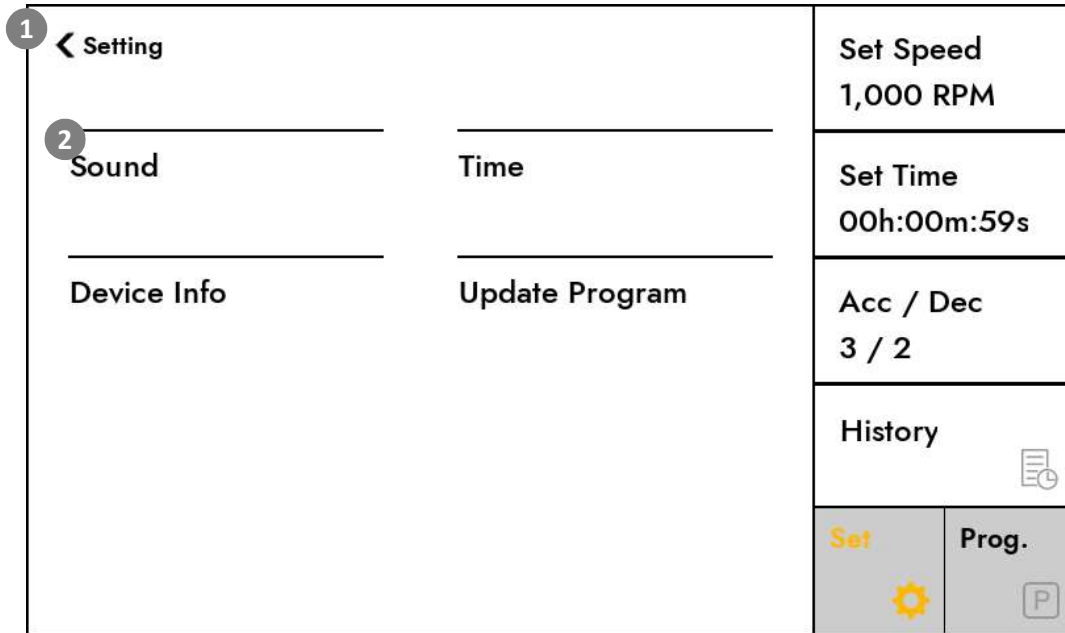 1
Setting
2
Sound
Time
Device Info
Update Program
Set Speed
1,000 RPM
Set Time
00h:00m:59s
Acc / Dec
3 / 2
History
Set
Prog.
P